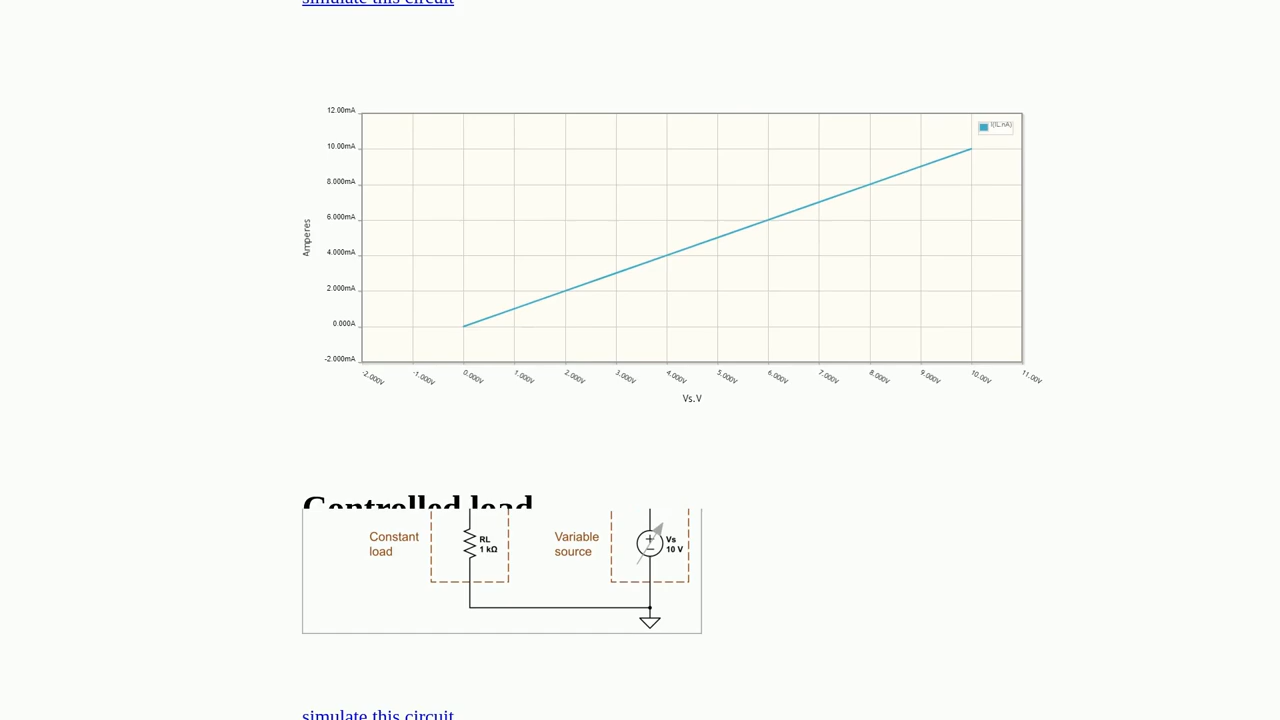 simulate this circuit
12.00mA
10.00mA
8.000mA
6.000mA
4.000mA
2.000mA
0.000A
-2.000mA
Amperes
-2.000V
-1.000V
0.000V
1.000V
2.000V
3.000V
4.000V
5.000V
6.000V
7.000V
8.000V
9.000V
10.00V
11.00V
Vs.V
Controlled load
Constant
load
RL
1 kΩ
Variable
source
Vs
10 V
simulate this circuit